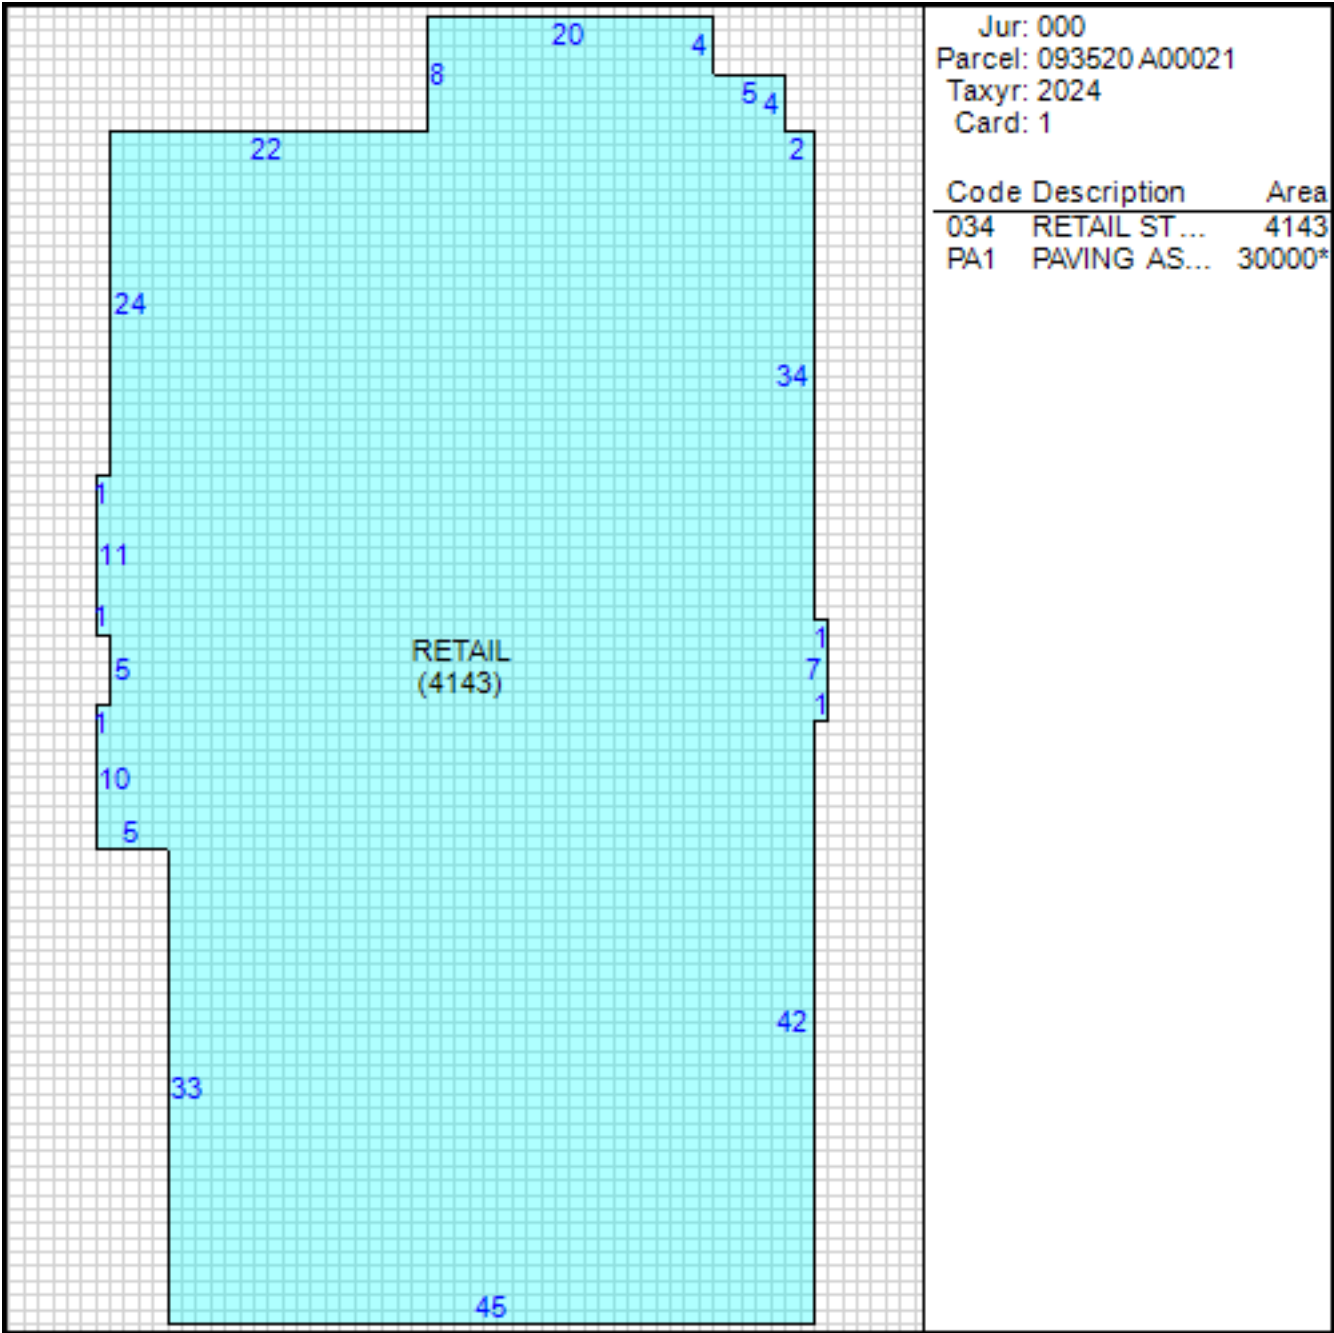 Jur: 000
Parcel: 093520 A00021
Taxyr: 2024
Card: 1
Code Description Area
034 RETAIL ST... 4143
PA1 PAVING AS... 30000*
20
4
8
5
4
22
2
24
34
1
11
1
5
1
10
5
RETAIL
(4143)
1
7
1
42
33
45